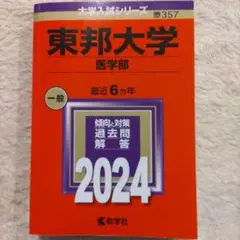 大学入試シリーズ
357
東邦大学
医学部
最近6ヵ年
一般
傾向と対策
過去問
解答
2024
教学社